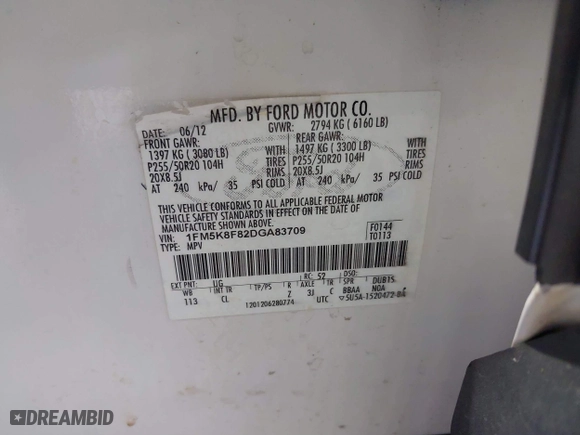 MFD. BY FORD MOTOR CO.
DATE: 06/12 GVWR: 2794 KG ( 6160 LB)
FRONT GAWR: REAR GAWR:
1397 KG ( 3080 LB) WITH 1497 KG ( 3300 LB) WITH
P255/50R20 104H TIRES P255/50R20 104H TIRES
20X8.5J RIMS 20X8.5J RIMS
AT 240 kPa/ 35 PSI COLD AT 240 kPa/ 35 PSI COLD
THIS VEHICLE CONFORMS TO ALL APPLICABLE FEDERAL MOTOR
VEHICLE SAFETY STANDARDS IN EFFECT ON THE DATE OF
MANUFACTURE SHOWN ABOVE.
VIN: 1FM5K8F82DGA83709 F0144
TYPE: MPV T0113
EXT PNT: UG RC: 52 DSO:
WB INT TR TP/PS R AXLE TR SPR DUBTS
113 CL Z 3J C BBAA NOA
1201206280774 UTC 5U5A-1520472-BA
DREAMBID